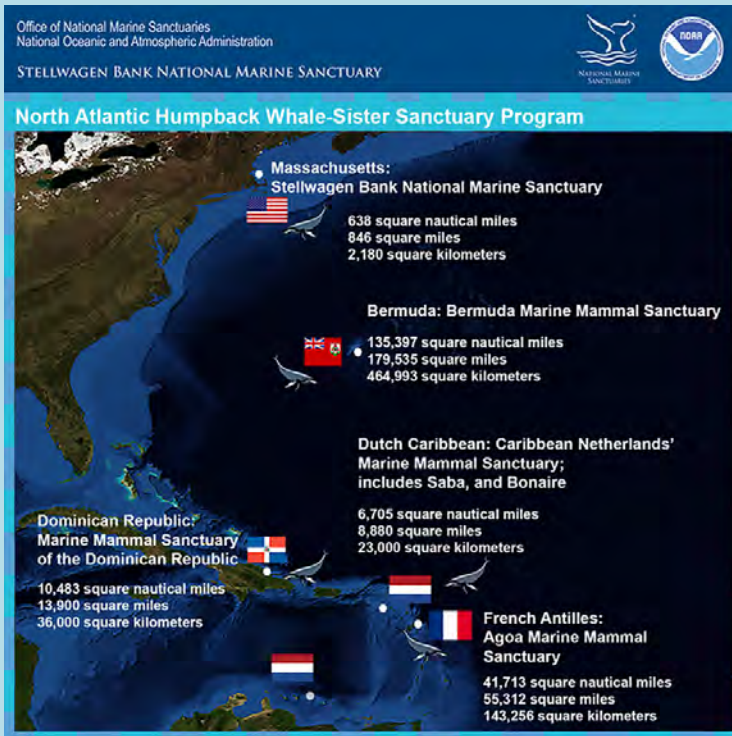 Office of National Marine Sanctuaries
National Oceanic and Atmospheric Administration
STELLWAGEN BANK NATIONAL MARINE SANCTUARY
NATIONAL MARINE
SANCTUARIES
NOAA
North Atlantic Humpback Whale-Sister Sanctuary Program
Massachusetts:
Stellwagen Bank National Marine Sanctuary
638 square nautical miles
846 square miles
2,180 square kilometers
Bermuda: Bermuda Marine Mammal Sanctuary
135,397 square nautical miles
179,535 square miles
464,993 square kilometers
Dutch Caribbean: Caribbean Netherlands'
Marine Mammal Sanctuary;
includes Saba, and Bonaire
6,705 square nautical miles
8,880 square miles
23,000 square kilometers
Dominican Republic:
Marine Mammal Sanctuary
of the Dominican Republic
10,483 square nautical miles
13,900 square miles
36,000 square kilometers
French Antilles:
Agoa Marine Mammal
Sanctuary
41,713 square nautical miles
55,312 square miles
143,256 square kilometers